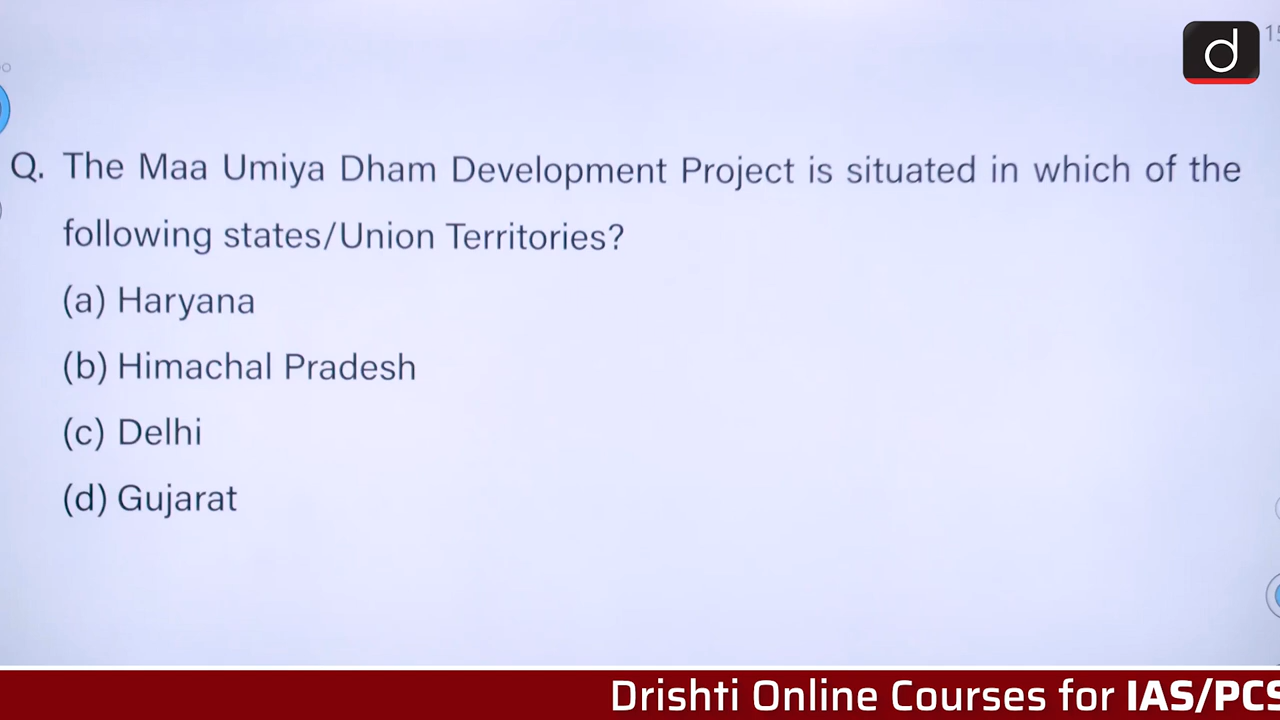 d
Q. The Maa Umiya Dham Development Project is situated in which of the
following states/Union Territories?
(a) Haryana
(b) Himachal Pradesh
(c) Delhi
(d) Gujarat
Drishti Online Courses for IAS/PCS